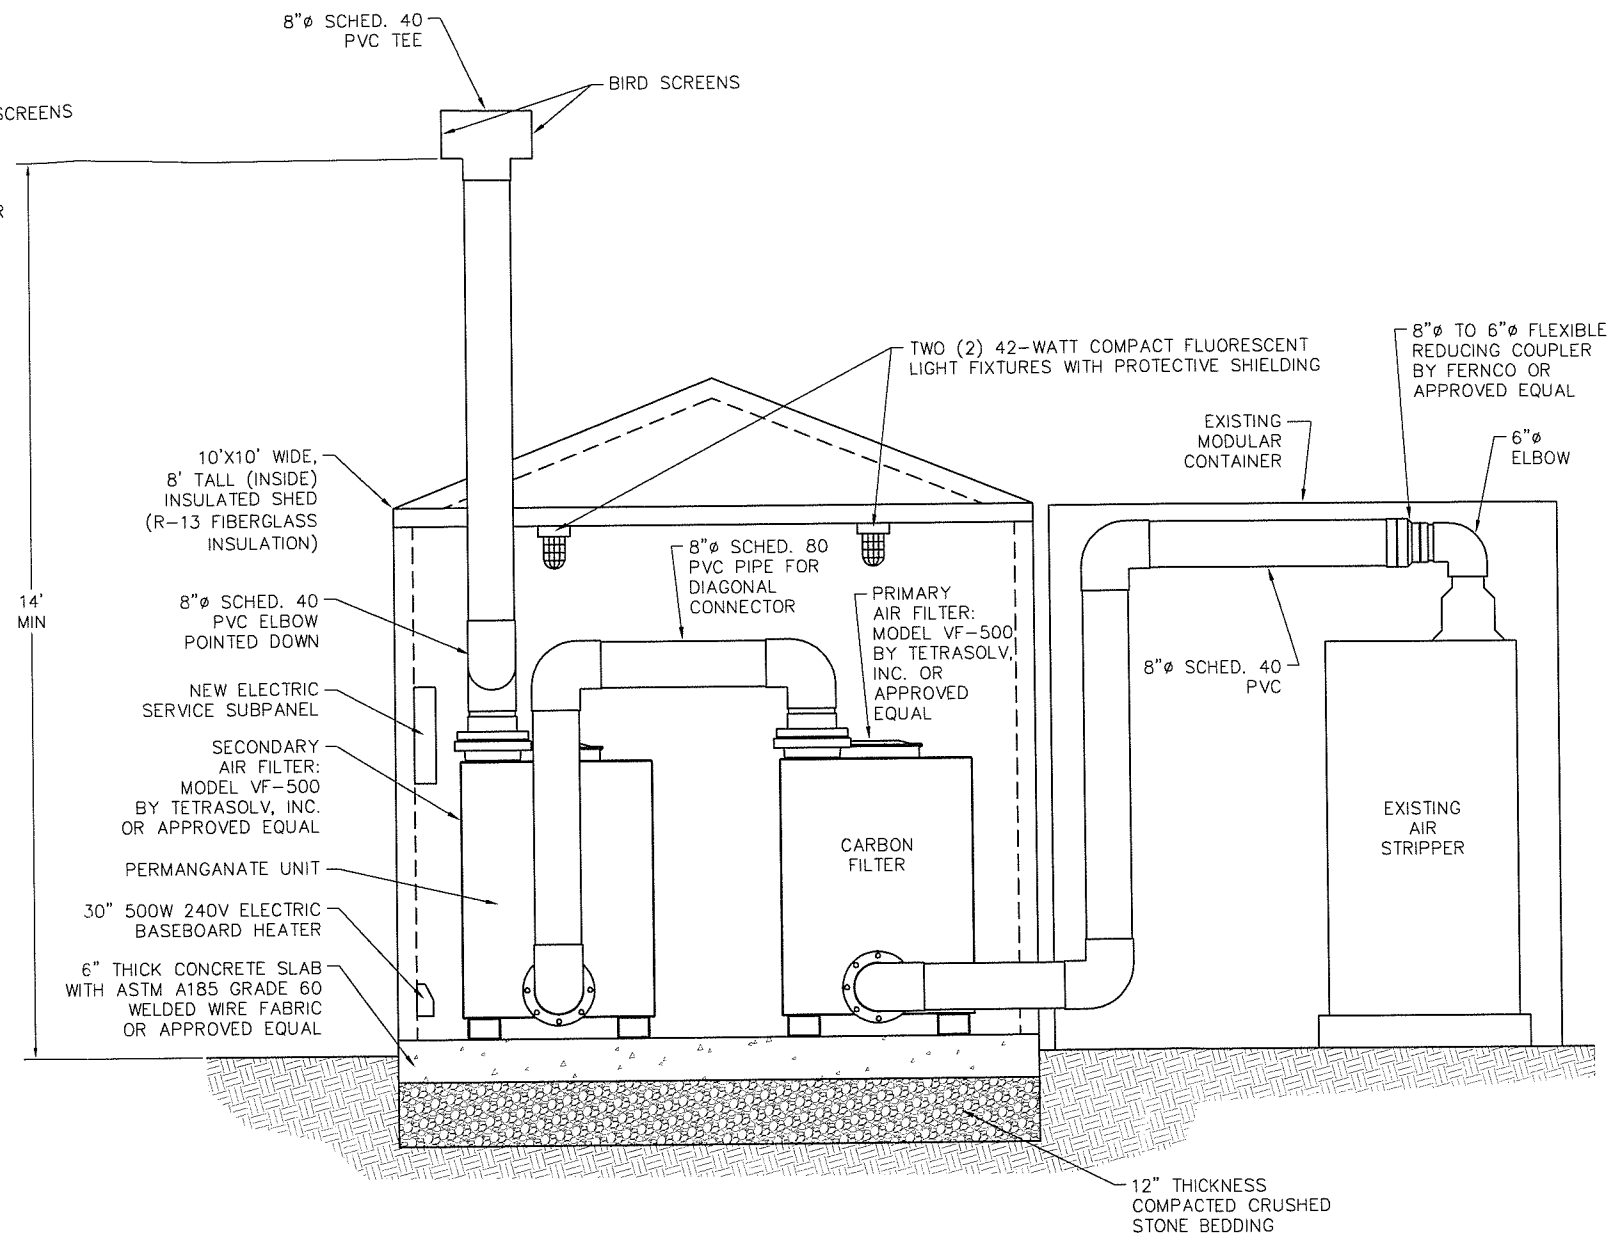 8"ø SCHED. 40
PVC TEE
BIRD SCREENS
SCREENS
R
14'
MIN
TWO (2) 42-WATT COMPACT FLUORESCENT
LIGHT FIXTURES WITH PROTECTIVE SHIELDING
8"ø TO 6"ø FLEXIBLE
REDUCING COUPLER
BY FERNCO OR
APPROVED EQUAL
EXISTING
MODULAR
CONTAINER
6"ø
ELBOW
10'X10' WIDE,
8' TALL (INSIDE)
INSULATED SHED
(R-13 FIBERGLASS
INSULATION)
8"ø SCHED. 80
PVC PIPE FOR
DIAGONAL
CONNECTOR
PRIMARY
AIR FILTER:
MODEL VF-500
BY TETRASOLV,
INC. OR
APPROVED
EQUAL
8"ø SCHED. 40
PVC ELBOW
POINTED DOWN
8"ø SCHED. 40
PVC
NEW ELECTRIC
SERVICE SUBPANEL
SECONDARY
AIR FILTER:
MODEL VF-500
BY TETRASOLV, INC.
OR APPROVED EQUAL
CARBON
FILTER
EXISTING
AIR
STRIPPER
PERMANGANATE UNIT
30" 500W 240V ELECTRIC
BASEBOARD HEATER
6" THICK CONCRETE SLAB
WITH ASTM A185 GRADE 60
WELDED WIRE FABRIC
OR APPROVED EQUAL
12" THICKNESS
COMPACTED CRUSHED
STONE BEDDING